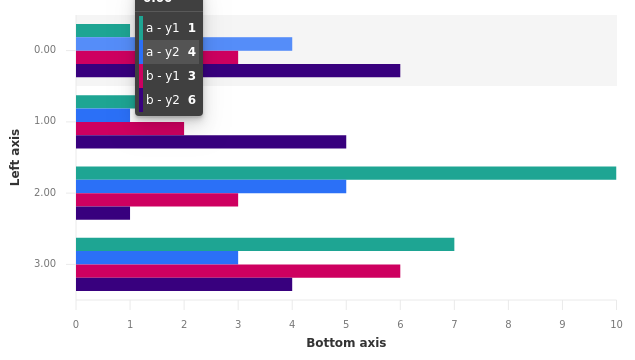 a - y1 1
a - y2 4
b - y1 3
b - y2 6
0.00
1.00
2.00
3.00
Left axis
0 1 2 3 4 5 6 7 8 9 10
Bottom axis